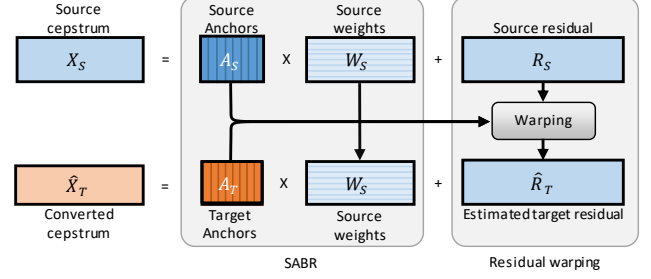 Source
cepstrum
Source
Anchors
Source
weights
Source residual
X_S = A_S X W_S + R_S
Warping
X̂_T = A_T X W_S + R̂_T
Converted
cepstrum
Target
Anchors
Source
weights
Estimated target residual
SABR
Residual warping